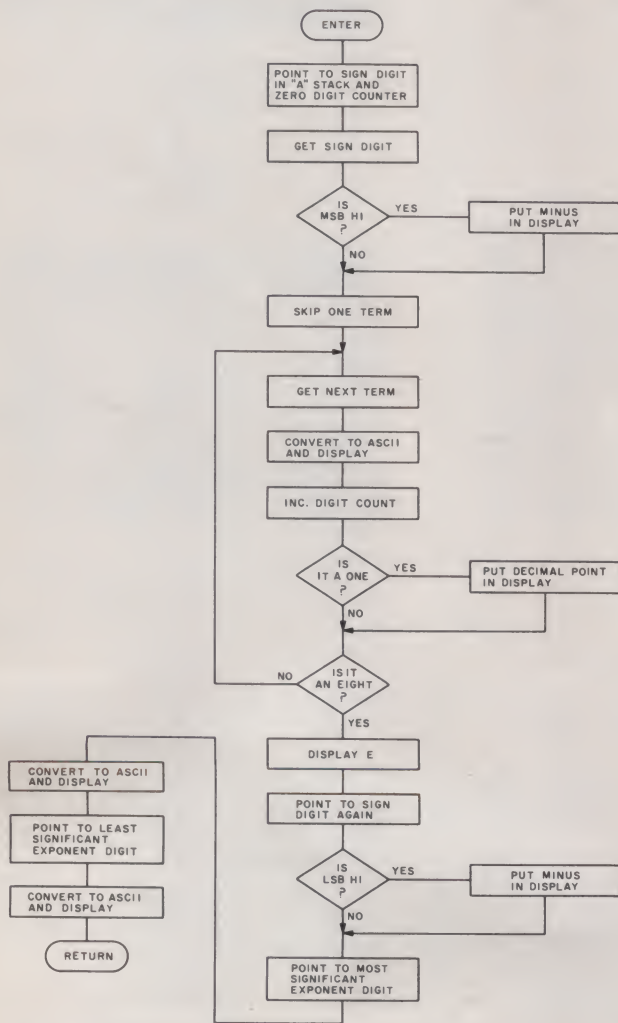 ENTER
POINT TO SIGN DIGIT
IN "A" STACK AND
ZERO DIGIT COUNTER
GET SIGN DIGIT
IS
MSB HI
?
YES
PUT MINUS
IN DISPLAY
NO
SKIP ONE TERM
GET NEXT TERM
CONVERT TO ASCII
AND DISPLAY
INC. DIGIT COUNT
IS
IT A ONE
?
YES
PUT DECIMAL POINT
IN DISPLAY
NO
IS IT
AN EIGHT
?
NO
YES
DISPLAY E
POINT TO SIGN
DIGIT AGAIN
IS
LSB HI
?
YES
PUT MINUS
IN DISPLAY
NO
POINT TO MOST
SIGNIFICANT
EXPONENT DIGIT
CONVERT TO ASCII
AND DISPLAY
POINT TO LEAST
SIGNIFICANT
EXPONENT DIGIT
CONVERT TO ASCII
AND DISPLAY
RETURN